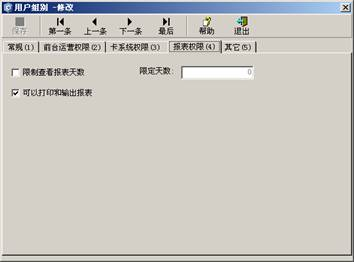 用户组别 -修改
保存 第一条 上一条 下一条 最后 帮助 退出
常规(1) 前台运营权限(2) 卡系统权限(3) 报表权限(4) 其它(5)
限制查看报表天数 限定天数: 0
可以打印和输出报表